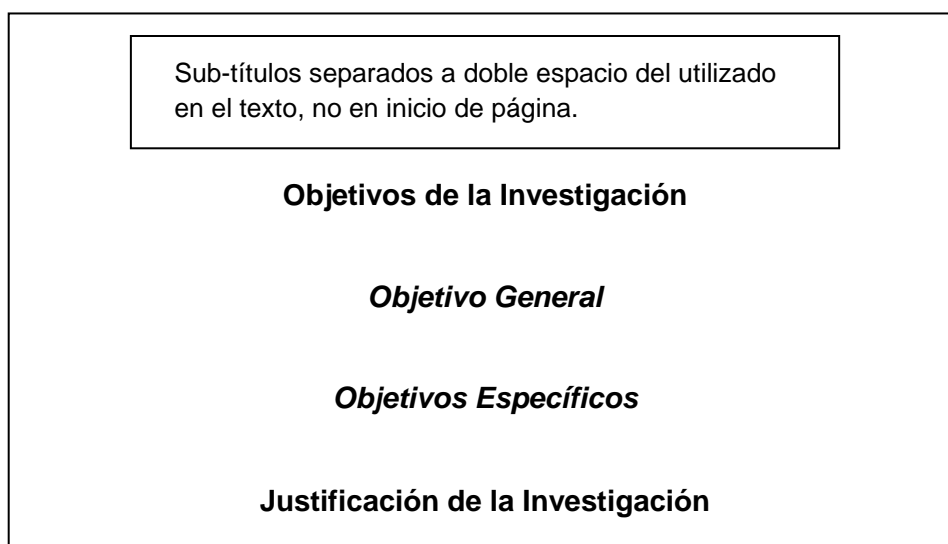 Sub-títulos separados a doble espacio del utilizado
en el texto, no en inicio de página.
Objetivos de la Investigación
Objetivo General
Objetivos Específicos
Justificación de la Investigación